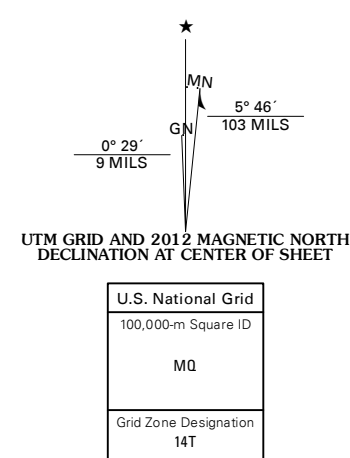 ★
MN
GN
5° 46´
103 MILS
0° 29´
9 MILS
UTM GRID AND 2012 MAGNETIC NORTH
DECLINATION AT CENTER OF SHEET
U.S. National Grid
100,000-m Square ID
MQ
Grid Zone Designation
14T